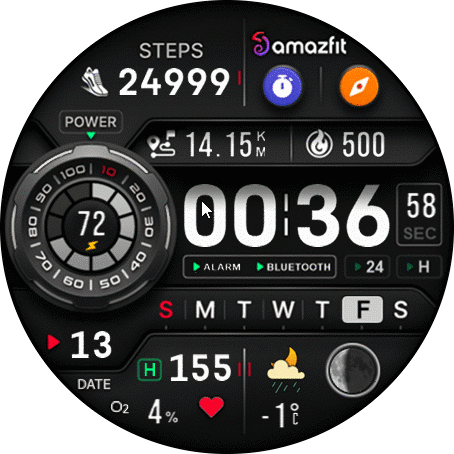 STEPS
amazfit
24999
POWER
14.15 KM
500
100 10 20 30 40 50 60 70 80 90
72
00:36
58
SEC
ALARM
BLUETOOTH
24
H
S M T W T F S
13
DATE
H
155
O2
4%
-1°C